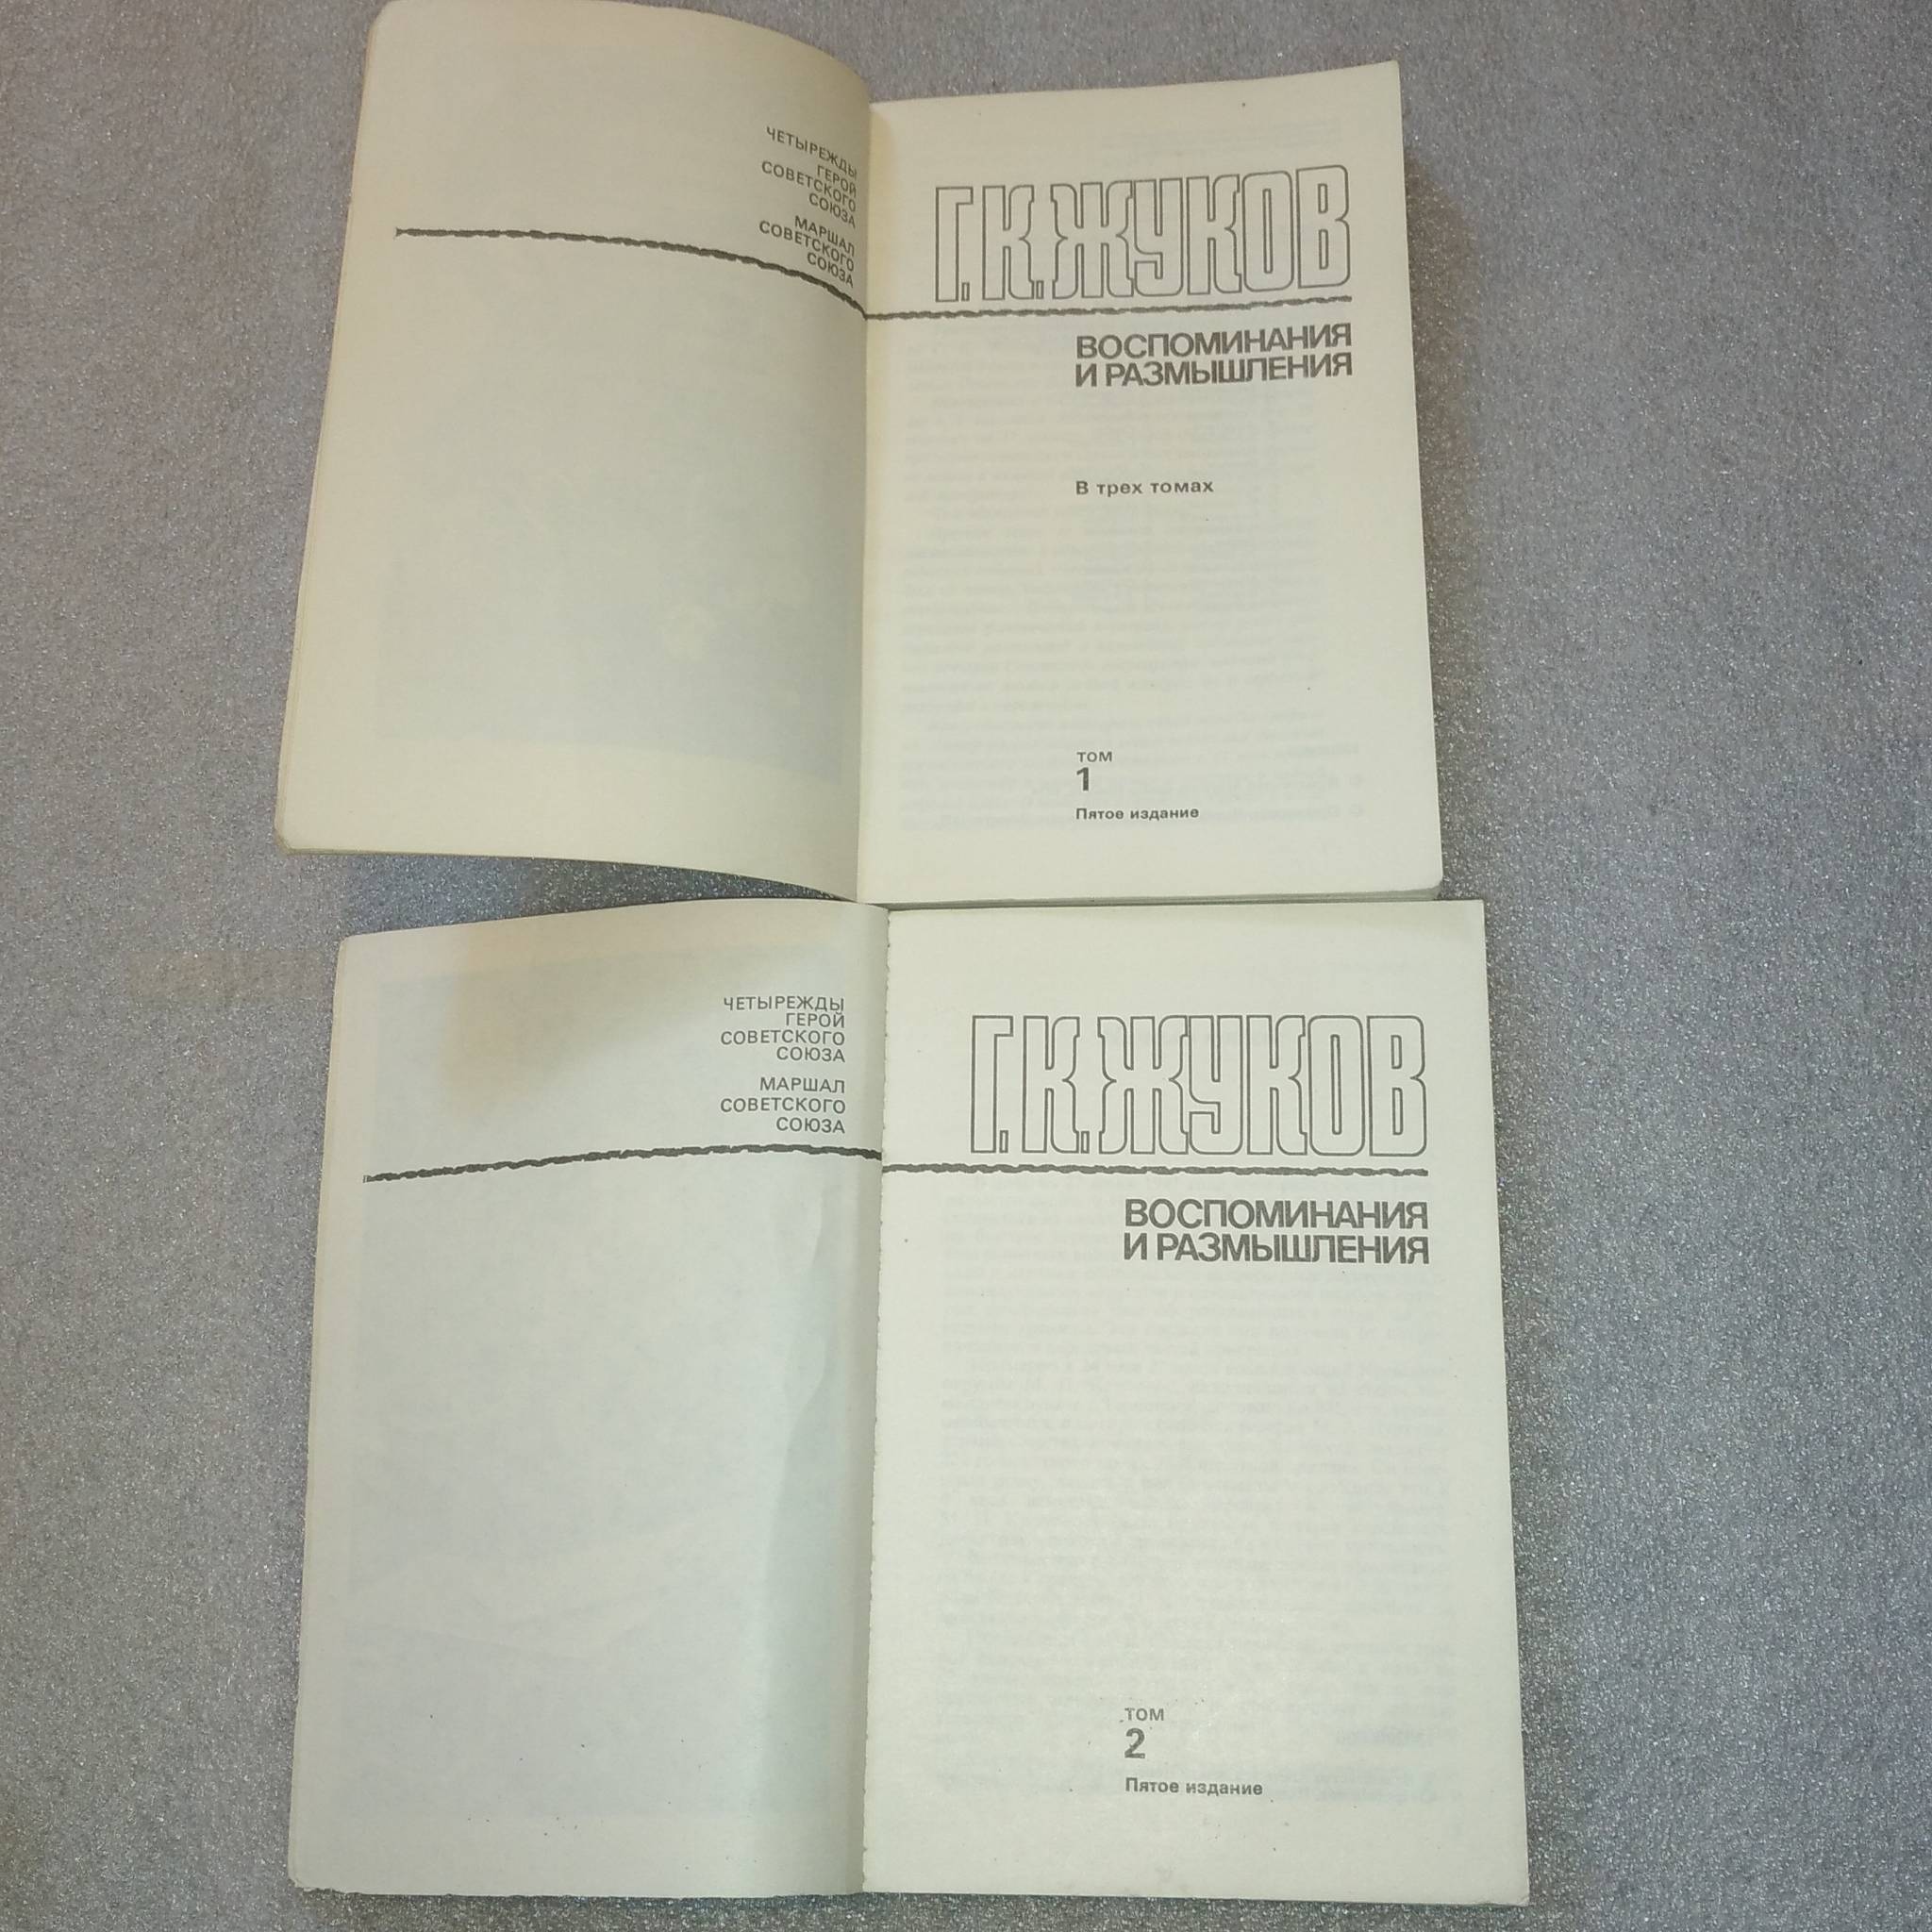 ЧЕТЫРЕЖДЫ
ГЕРОЙ
СОВЕТСКОГО
СОЮЗА
МАРШАЛ
СОВЕТСКОГО
СОЮЗА
Г.К.ЖУКОВ
ВОСПОМИНАНИЯ
И РАЗМЫШЛЕНИЯ
В трех томах
ТОМ
1
Пятое издание
ЧЕТЫРЕЖДЫ
ГЕРОЙ
СОВЕТСКОГО
СОЮЗА
МАРШАЛ
СОВЕТСКОГО
СОЮЗА
Г.К.ЖУКОВ
ВОСПОМИНАНИЯ
И РАЗМЫШЛЕНИЯ
ТОМ
2
Пятое издание